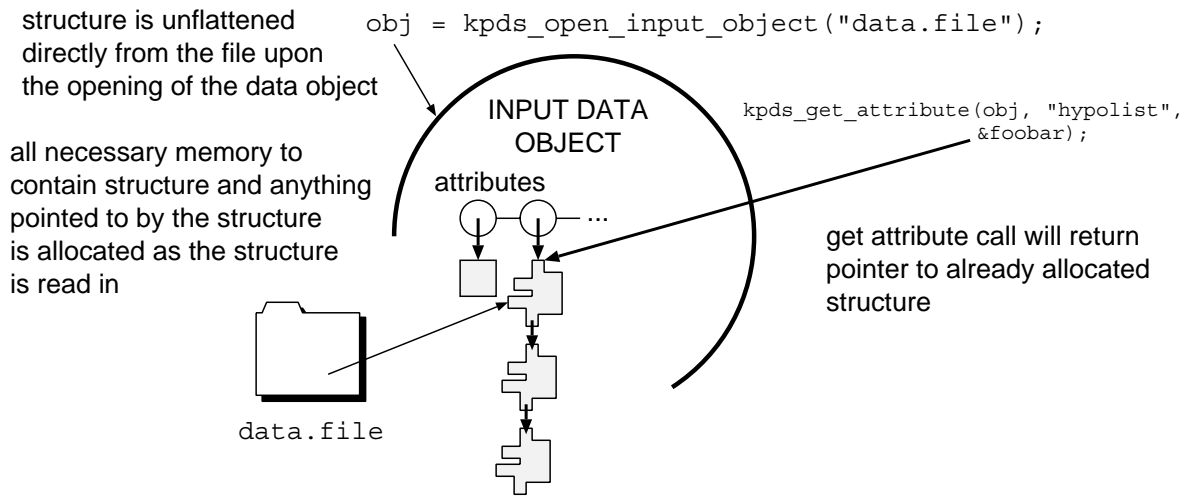 structure is unflattened
directly from the file upon
the opening of the data object
obj = kpds_open_input_object("data.file");
INPUT DATA
OBJECT
kpds_get_attribute(obj, "hypolist",
&foobar);
all necessary memory to
contain structure and anything
pointed to by the structure
is allocated as the structure
is read in
attributes
...
get attribute call will return
pointer to already allocated
structure
data.file